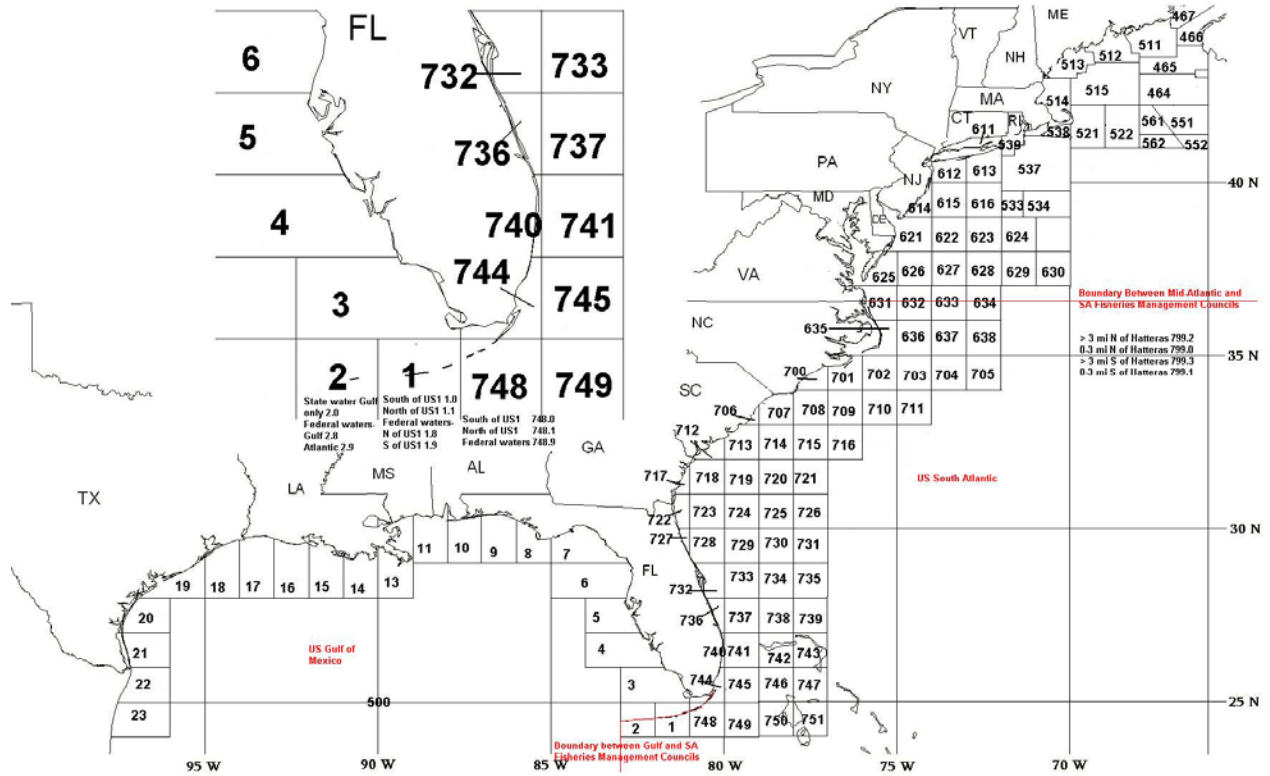 FL
6
732
733
5
736
737
4
740
741
744
3
745
2
1
748
749
State water Gulf
only 2.0
Federal waters-
Gulf 2.8
Atlantic 2.9
South of US1 1.0
North of US1 1.1
Federal waters-
N of US1 1.8
S of US1 1.9
South of US1 748.0
North of US1 748.1
Federal waters 748.9
ME
467
VT
466
511
NH
512
513
465
NY
MA
515
464
514
CT
RI
611
561
551
538
521
522
539
562
552
PA
612
613
537
NJ
40 N
MD
614
615
616
533
534
DE
621
622
623
624
VA
625
626
627
628
629
630
631
632
633
634
Boundary Between Mid-Atlantic and
SA Fisheries Management Councils
NC
635
636
637
638
> 3 mi N of Hatteras 799.2
0-3 mi N of Hatteras 799.0
> 3 mi S of Hatteras 799.3
0-3 mi S of Hatteras 799.1
35 N
700
701
702
703
704
705
SC
706
707
708
709
710
711
712
713
714
715
716
GA
AL
MS
LA
TX
717
718
719
720
721
US South Atlantic
722
723
724
725
726
30 N
727
728
729
730
731
11
10
9
8
7
FL
19
18
17
16
15
14
13
6
732
733
734
735
20
5
736
737
738
739
21
4
740
741
742
743
US Gulf of
Mexico
22
3
744
745
746
747
500
25 N
23
2
1
748
749
750
751
Boundary between Gulf and SA
Fisheries Management Councils
95 W
90 W
85 W
80 W
75 W
70 W